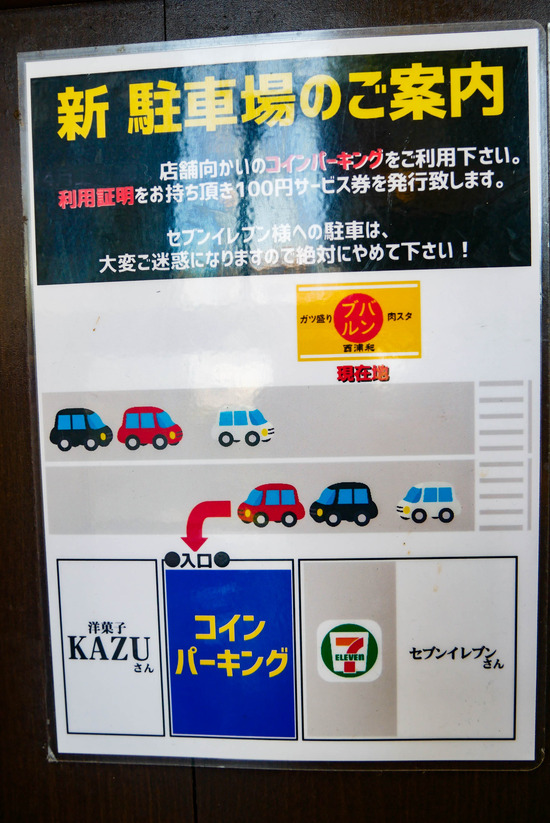 新 駐車場のご案内
店舗向かいのコインパーキングをご利用下さい。
利用証明をお持ち頂き100円サービス券を発行致します。
セブンイレブン様への駐車は、
大変ご迷惑になりますので絶対にやめて下さい！
ガツ盛り ブバルン 肉スタ
西浦和
現在地
●入口●
洋菓子
KAZU
さん
コイン
パーキング
7
ELEVEN
セブンイレブン
さん